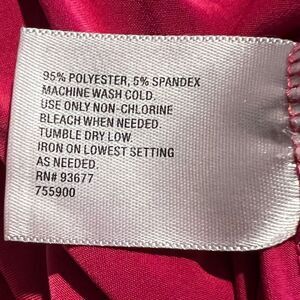 95% POLYESTER, 5% SPANDEX
MACHINE WASH COLD.
USE ONLY NON-CHLORINE
BLEACH WHEN NEEDED.
TUMBLE DRY LOW
IRON ON LOWEST SETTING
AS NEEDED.
RN# 93677
755900